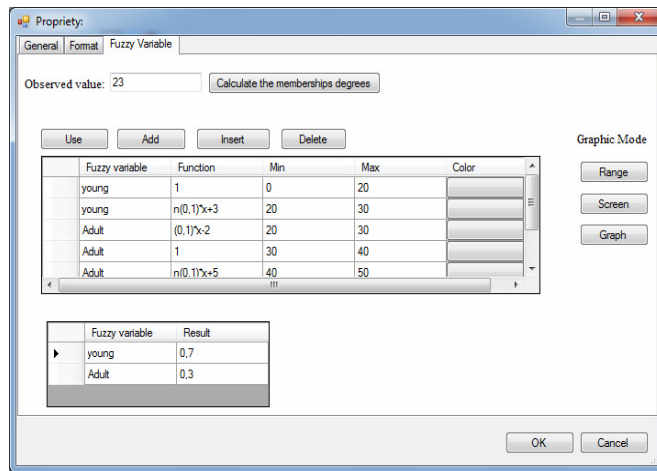 Propriety:
General Format Fuzzy Variable
Observed value: 23 Calculate the memberships degrees
Use Add Insert Delete Graphic Mode
Fuzzy variable Function Min Max Color
young 1 0 20
young n(0,1)*x+3 20 30
Adult (0,1)*x-2 20 30
Adult 1 30 40
Adult n(0,1)*x+5 40 50
Range
Screen
Graph
Fuzzy variable Result
young 0,7
Adult 0,3
OK Cancel